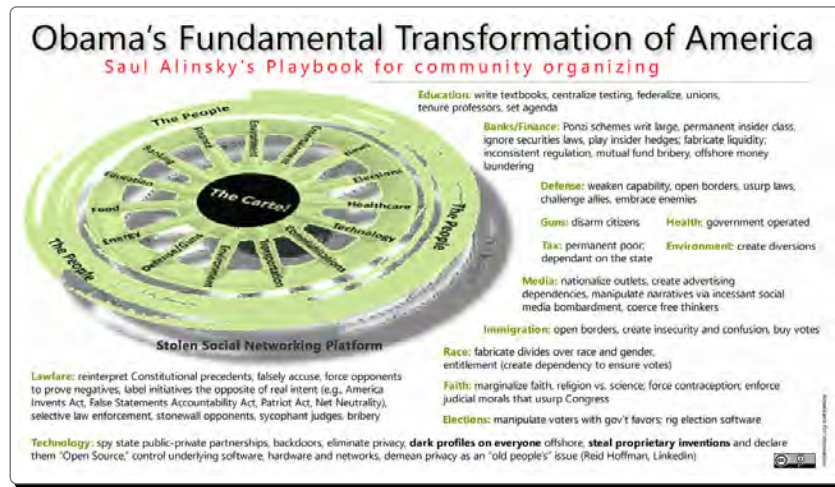 Obama's Fundamental Transformation of America
Saul Alinsky's Playbook for community organizing
Education: write textbooks, centralize testing, federalize, unions,
tenure professors, set agenda
Banks/Finance: Ponzi schemes writ large, permanent insider class,
ignore securities laws, play insider hedges; fabricate liquidity;
inconsistent regulation, mutual fund bribery, offshore money
laundering
Defense: weaken capability, open borders, usurp laws,
challenge allies, embrace enemies
Guns: disarm citizens
Health: government operated
Tax: permanent poor;
dependant on the state
Environment: create diversions
Media: nationalize outlets, create advertising
dependencies, manipulate narratives via incessant social
media bombardment, coerce free thinkers
Immigration: open borders, create insecurity and confusion, buy votes
Race: fabricate divides over race and gender,
entitlement (create dependency to ensure votes)
Faith: marginalize faith, religion vs. science; force contraception; enforce
judicial morals that usurp Congress
Elections: manipulate voters with gov't favors; rig election software
The People
The People
The People
The Cartel
Banking
Finance
Elections
Healthcare
Technology
Communications
Transportation
Environment
Defense/Guns
Energy
Food
Education
Stolen Social Networking Platform
Lawfare: reinterpret Constitutional precedents, falsely accuse, force opponents
to prove negatives, label initiatives the opposite of real intent (e.g., America
Invents Act, False Statements Accountability Act, Patriot Act, Net Neutrality),
selective law enforcement, stonewall opponents, sycophant judges, bribery
Technology: spy state public-private partnerships, backdoors, eliminate privacy, dark profiles on everyone offshore, steal proprietary inventions and declare
them "Open Source," control underlying software, hardware and networks, demean privacy as an "old people's" issue (Reid Hoffman, LinkedIn)